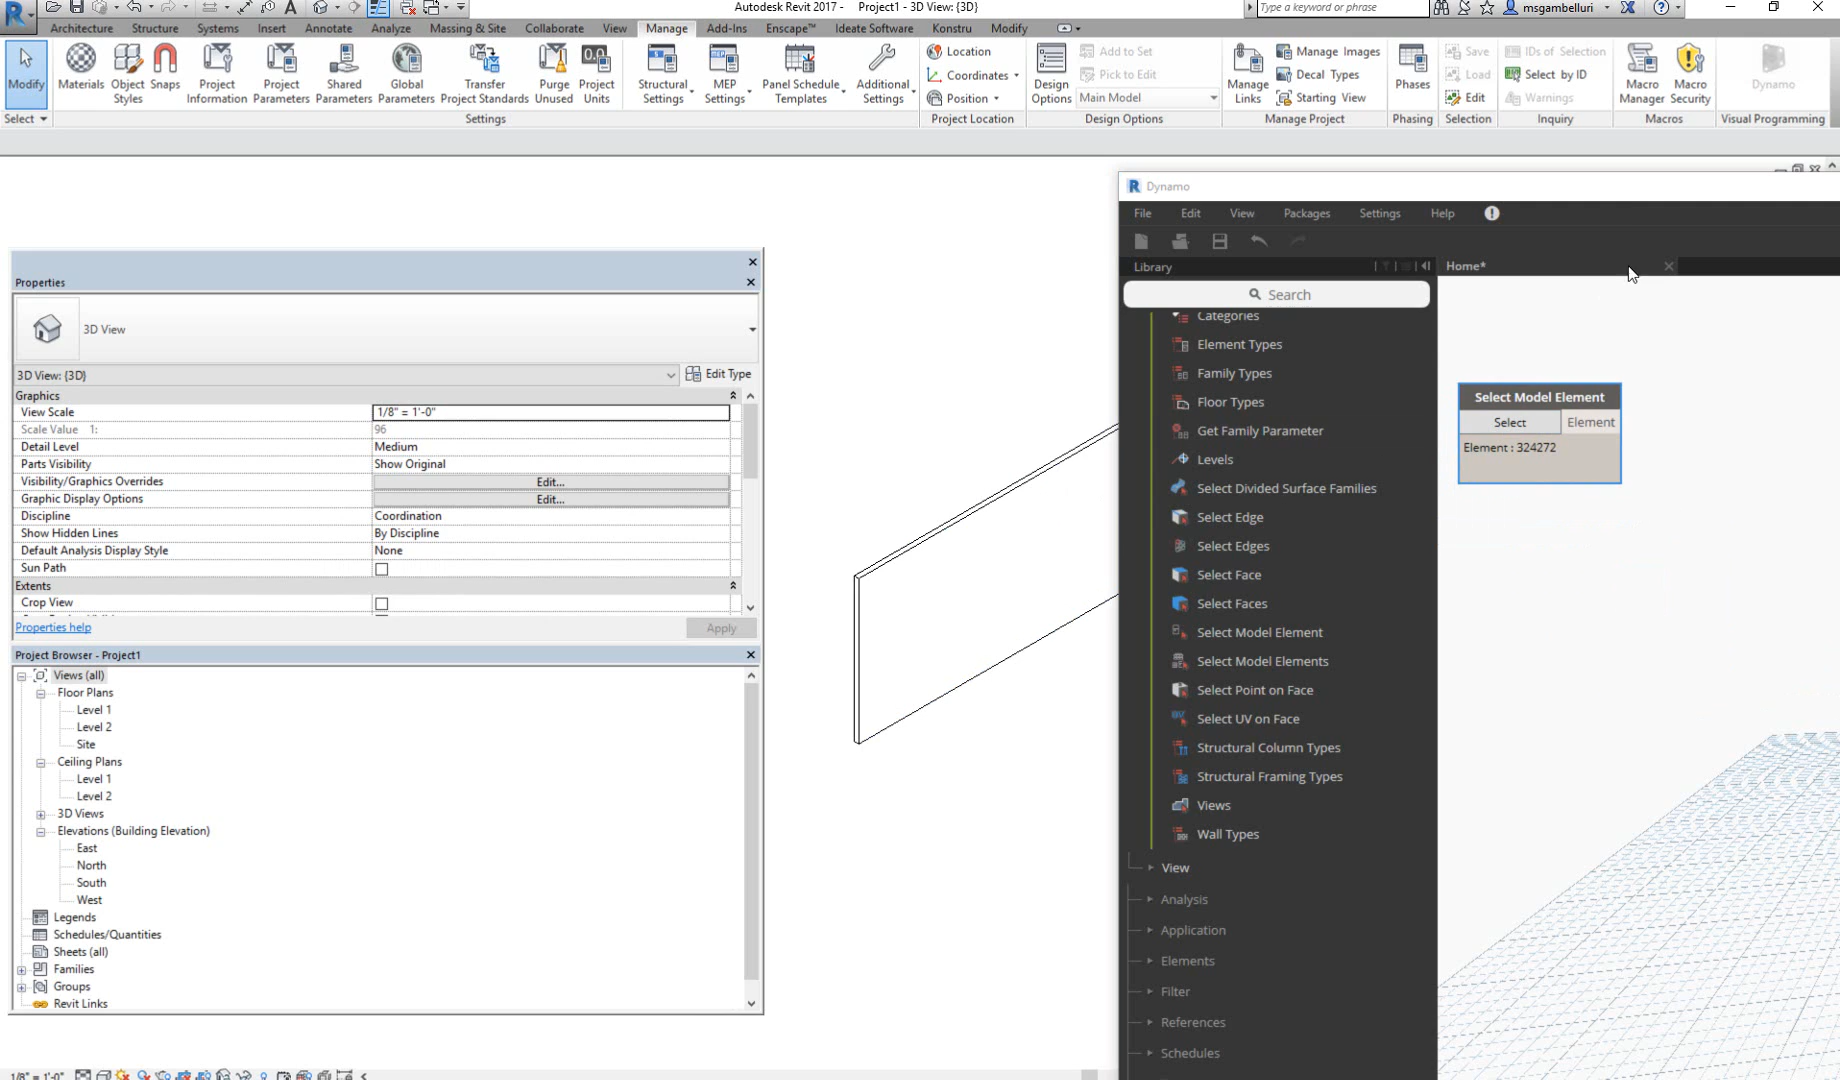 Autodesk Revit 2017 - Project1 - 3D View: {3D}
Type a keyword or phrase
msgambelluri
Architecture Structure Systems Insert Annotate Analyze Massing & Site Collaborate View Manage Add-Ins Enscape™ Ideate Software Konstru Modify
Modify
Materials
Object Styles
Snaps
Project Information
Project Parameters
Shared Parameters
Global Parameters
Transfer Project Standards
Purge Unused
Project Units
Structural Settings
MEP Settings
Panel Schedule Templates
Additional Settings
Location
Coordinates
Position
Design Options
Add to Set
Pick to Edit
Main Model
Manage Links
Manage Images
Decal Types
Starting View
Phases
Save
Load
Edit
IDs of Selection
Select by ID
Warnings
Macro Manager
Macro Security
Dynamo
Select Settings Project Location Design Options Manage Project Phasing Selection Inquiry Macros Visual Programming
Properties
3D View
3D View: {3D} Edit Type
Graphics
View Scale 1/8" = 1'-0"
Scale Value 1: 96
Detail Level Medium
Parts Visibility Show Original
Visibility/Graphics Overrides Edit...
Graphic Display Options Edit...
Discipline Coordination
Show Hidden Lines By Discipline
Default Analysis Display Style None
Sun Path
Extents
Crop View
Properties help Apply
Project Browser - Project1
Views (all)
Floor Plans
Level 1
Level 2
Site
Ceiling Plans
Level 1
Level 2
3D Views
Elevations (Building Elevation)
East
North
South
West
Legends
Schedules/Quantities
Sheets (all)
Families
Groups
Revit Links
1/8" = 1'-0"
Dynamo
File Edit View Packages Settings Help
Library Home*
Search
Categories
Element Types
Family Types
Floor Types
Get Family Parameter
Levels
Select Divided Surface Families
Select Edge
Select Edges
Select Face
Select Faces
Select Model Element
Select Model Elements
Select Point on Face
Select UV on Face
Structural Column Types
Structural Framing Types
Views
Wall Types
View
Analysis
Application
Elements
Filter
References
Schedules
Select Model Element
Select Element
Element : 324272